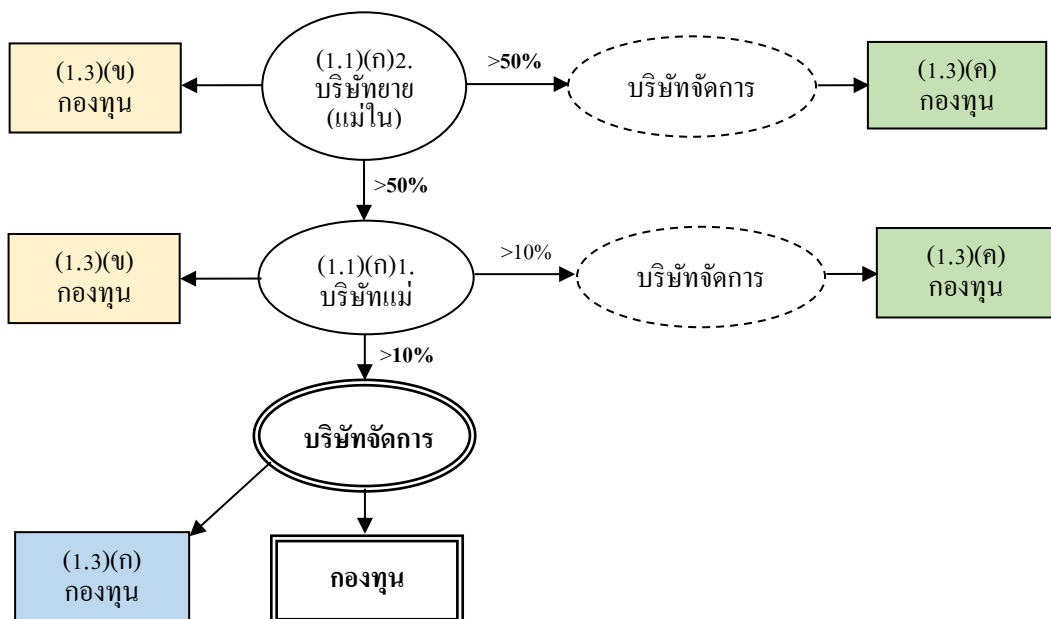 (1.3)(ข)
กองทุน
(1.1)(ก)2.
บริษัทยาย
(แม่ใน)
>50%
บริษัทจัดการ
(1.3)(ค)
กองทุน
>50%
(1.3)(ข)
กองทุน
(1.1)(ก)1.
บริษัทแม่
>10%
บริษัทจัดการ
(1.3)(ค)
กองทุน
>10%
บริษัทจัดการ
(1.3)(ก)
กองทุน
กองทุน